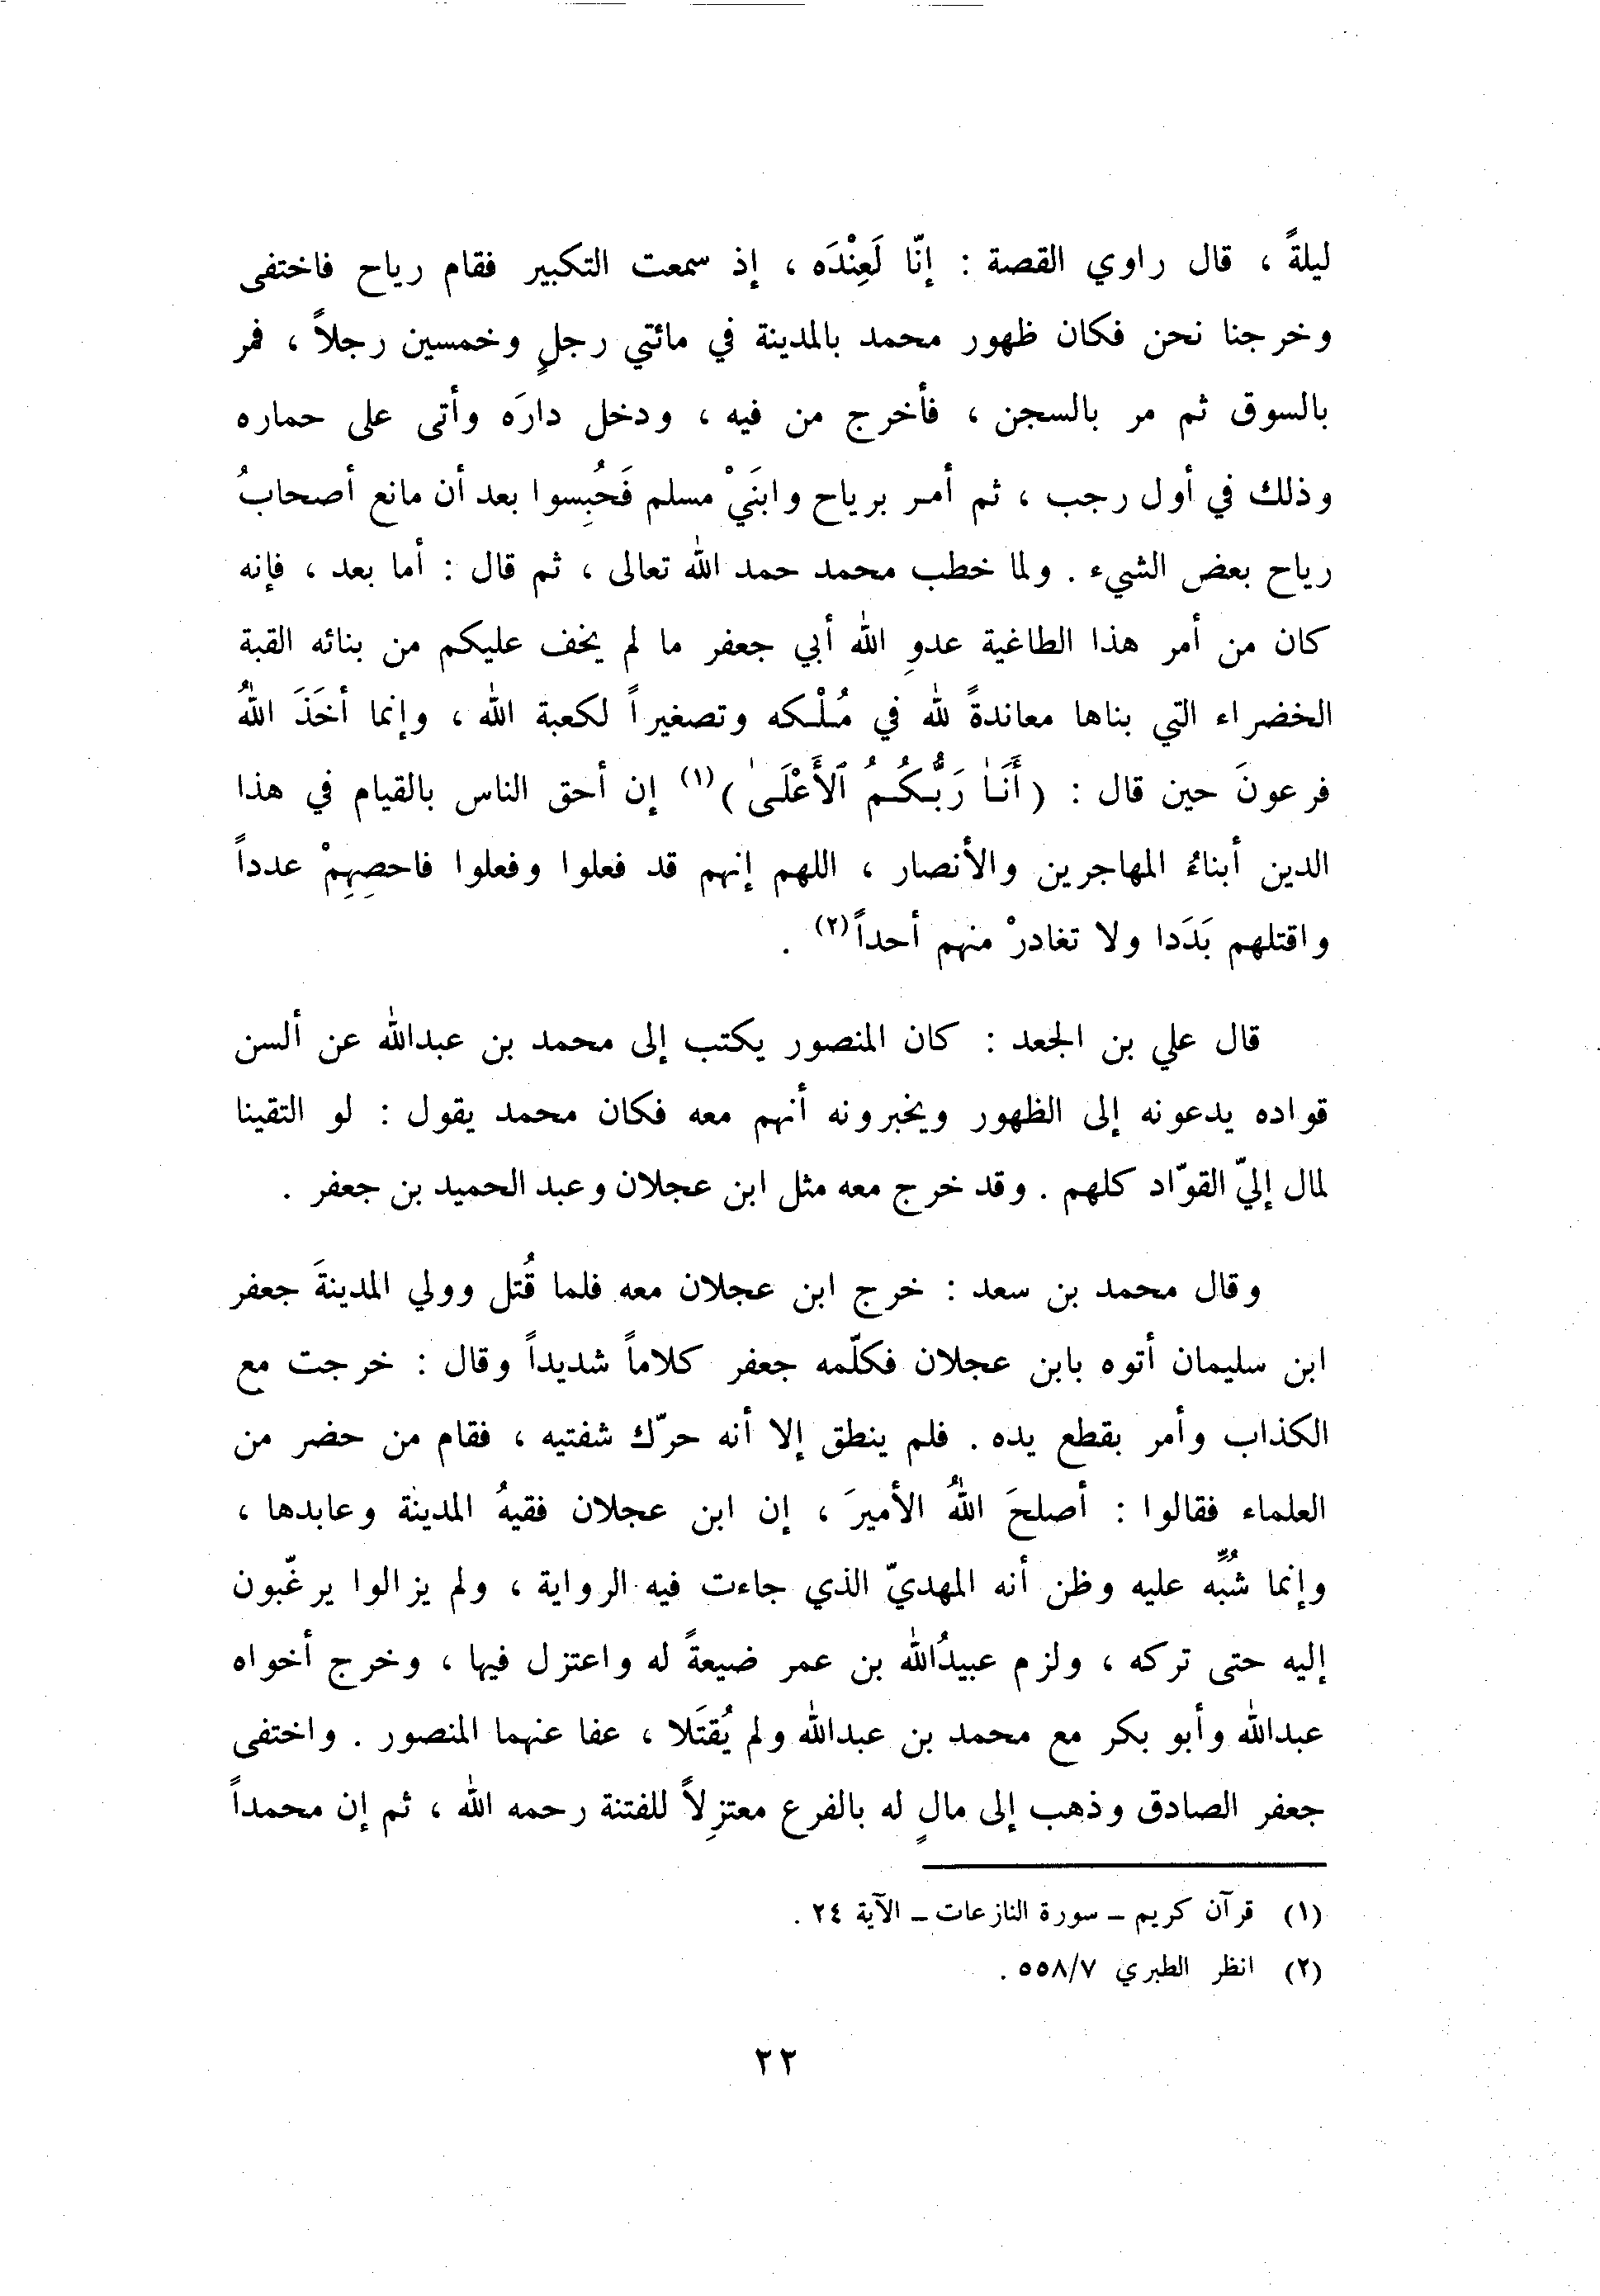 ليلةً ، قال راوي القصة : إنّا لَعِنْدَه ، إذ سمعت التكبير فقام رياح فاختفى
وخرجنا نحن فكان ظهور محمد بالمدينة في مائتي رجلٍ وخمسين رجلاً ، فمر
بالسوق ثم مر بالسجن ، فأخرج من فيه ، ودخل دارَه وأتى على حماره
وذلك في أول رجب ، ثم أمر برياح وابنَيْ مسلم فَحُبِسوا بعد أن مانع أصحابُ
رياح بعض الشيء . ولما خطب محمد حمد الله تعالى ، ثم قال : أما بعد ، فإنه
كان من أمر هذا الطاغية عدوِ الله أبي جعفر ما لم يخف عليكم من بنائه القبة
الخضراء التي بناها معاندةً لله في مُلْكه وتصغيراً لكعبة الله ، وإنما أخَذَ اللهُ
فرعونَ حين قال : ( أَنَا۠ رَبُّكُمُ ٱلأَعْلَىٰ )(١) إن أحق الناس بالقيام في هذا
الدين أبناءُ المهاجرين والأنصار ، اللهم إنهم قد فعلوا وفعلوا فاحصِهِمْ عدداً
واقتلهم بَدَدا ولا تغادرْ منهم أحداً(٢) .
قال علي بن الجعد : كان المنصور يكتب إلى محمد بن عبدالله عن ألسن
قواده يدعونه إلى الظهور ويخبرونه أنهم معه فكان محمد يقول : لو التقينا
لمال إليّ القوّاد كلهم . وقد خرج معه مثل ابن عجلان وعبد الحميد بن جعفر .
وقال محمد بن سعد : خرج ابن عجلان معه فلما قُتل وولي المدينةَ جعفر
ابن سليمان أتوه بابن عجلان فكلّمه جعفر كلاماً شديداً وقال : خرجت مع
الكذاب وأمر بقطع يده . فلم ينطق إلا أنه حرّك شفتيه ، فقام من حضر من
العلماء فقالوا : أصلحَ اللهُ الأميرَ ، إن ابن عجلان فقيهُ المدينة وعابدها ،
وإنما شُبِّه عليه وظن أنه المهديّ الذي جاءت فيه الرواية ، ولم يزالوا يرغّبون
إليه حتى تركه ، ولزم عبيدُالله بن عمر ضيعةً له واعتزل فيها ، وخرج أخواه
عبدالله وأبو بكر مع محمد بن عبدالله ولم يُقتَلا ، عفا عنهما المنصور . واختفى
جعفر الصادق وذهب إلى مالٍ له بالفرع معتزِلاً للفتنة رحمه الله ، ثم إن محمداً
(١) قرآن كريم ــ سورة النازعات ــ الآية ٢٤ .
(٢) انظر الطبري ٥٥٨/٧ .
٢٢